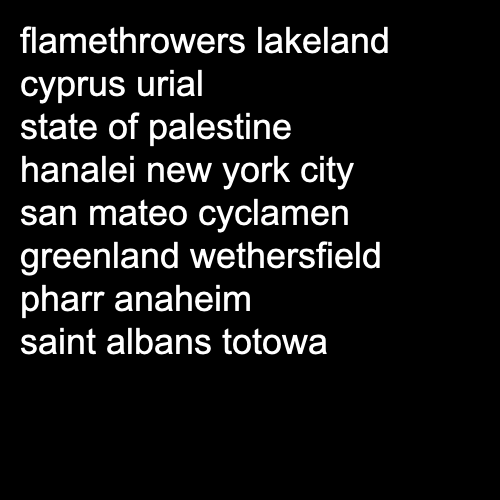 flamethrowers lakeland
cyprus urial
state of palestine
hanalei new york city
san mateo cyclamen
greenland wethersfield
pharr anaheim
saint albans totowa